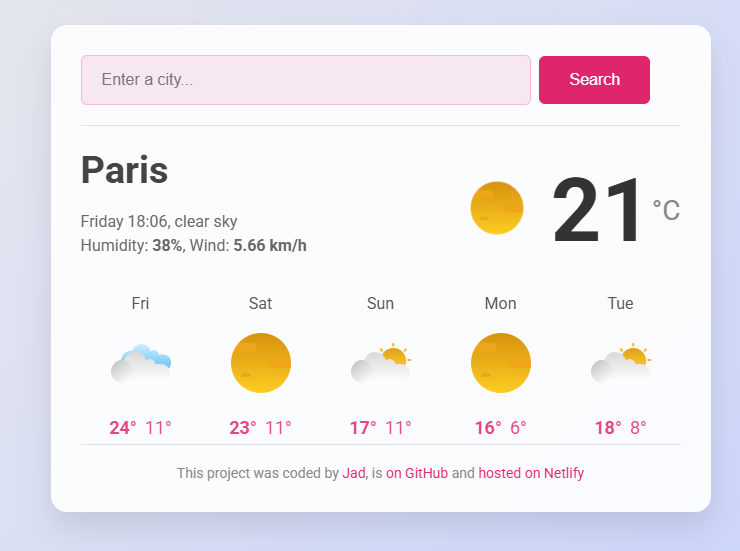 Enter a city...
Search
Paris
21 °C
Friday 18:06, clear sky
Humidity: 38%, Wind: 5.66 km/h
Fri Sat Sun Mon Tue
24° 11° 23° 11° 17° 11° 16° 6° 18° 8°
This project was coded by Jad, is on GitHub and hosted on Netlify